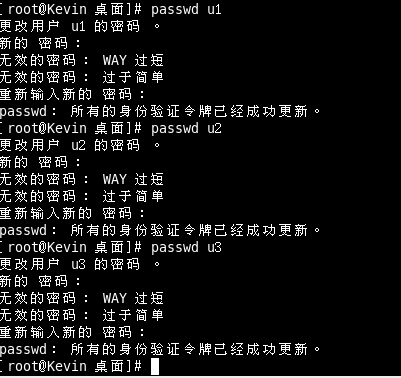 [root@Kevin 桌面]# passwd u1
更改用户 u1 的密码 。
新的 密码：
无效的密码： WAY 过短
无效的密码： 过于简单
重新输入新的 密码：
passwd: 所有的身份验证令牌已经成功更新。
[root@Kevin 桌面]# passwd u2
更改用户 u2 的密码 。
新的 密码：
无效的密码： WAY 过短
无效的密码： 过于简单
重新输入新的 密码：
passwd: 所有的身份验证令牌已经成功更新。
[root@Kevin 桌面]# passwd u3
更改用户 u3 的密码 。
新的 密码：
无效的密码： WAY 过短
无效的密码： 过于简单
重新输入新的 密码：
passwd: 所有的身份验证令牌已经成功更新。
[root@Kevin 桌面]#